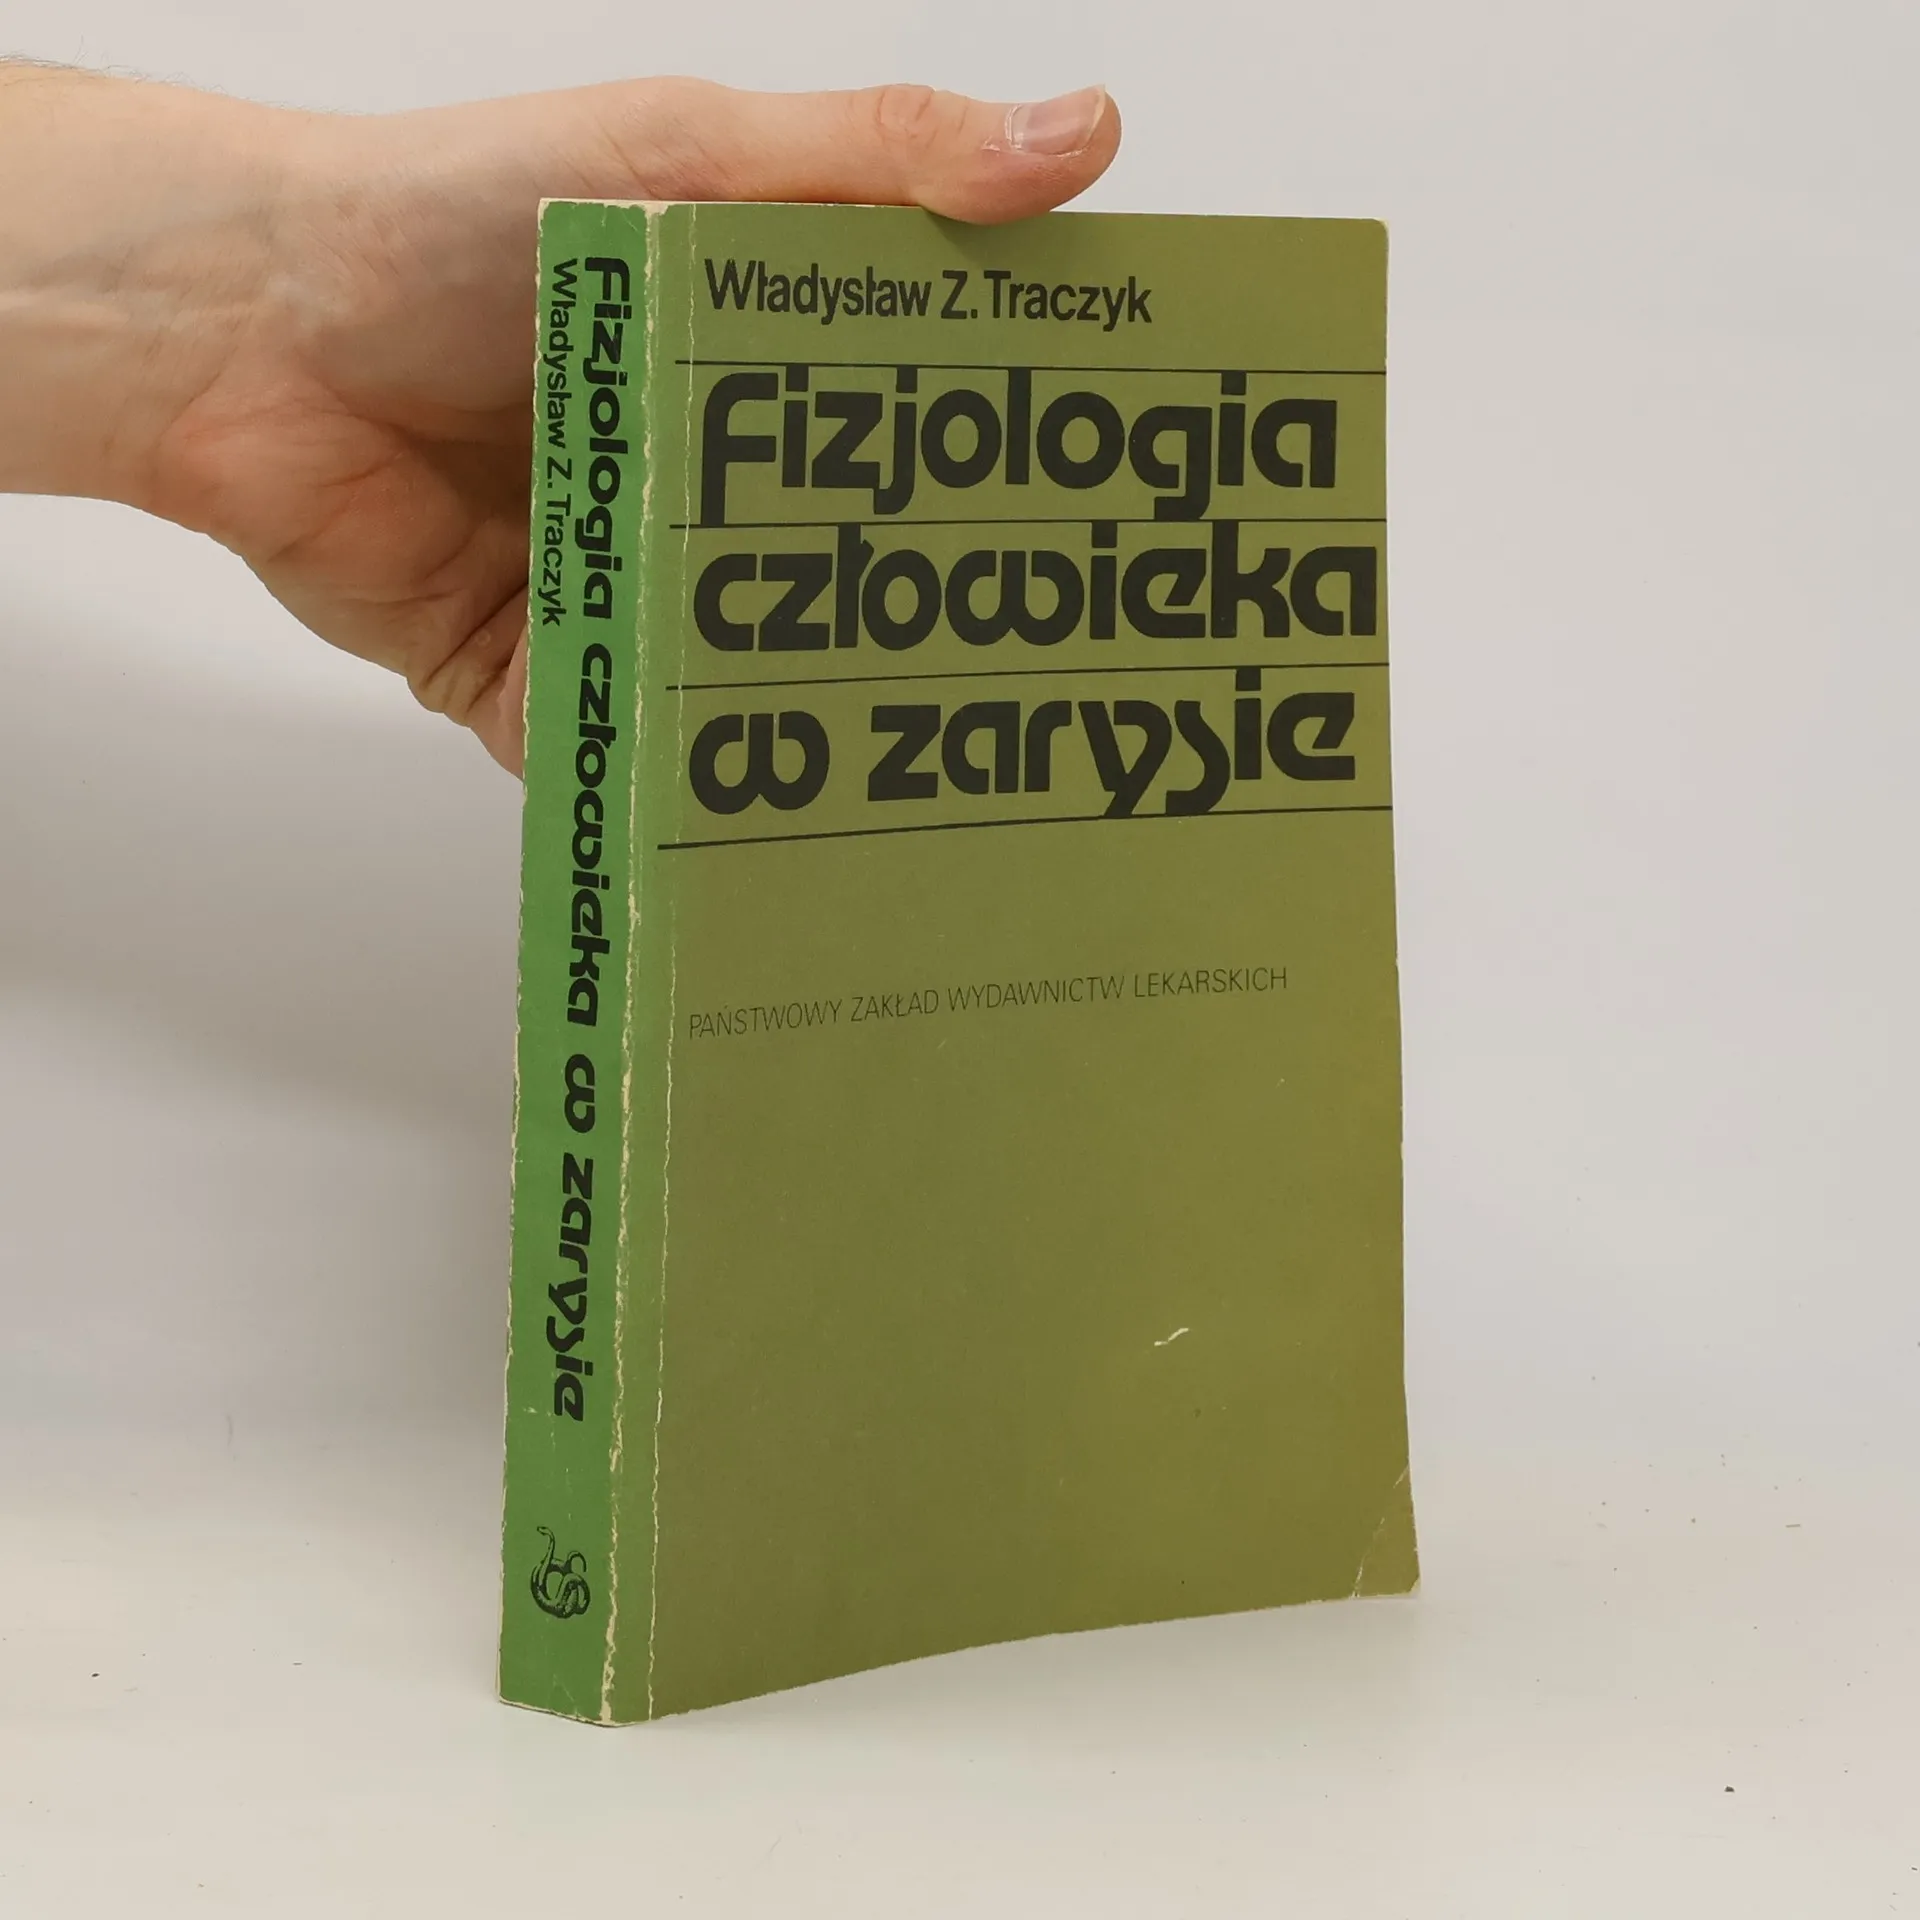 Władysław Z. Traczyk
Fizjologia
człowieka
w zarysie
PAŃSTWOWY ZAKŁAD WYDAWNICTW LEKARSKICH
Fizjologia człowieka w zarysie
Władysław Z. Traczyk